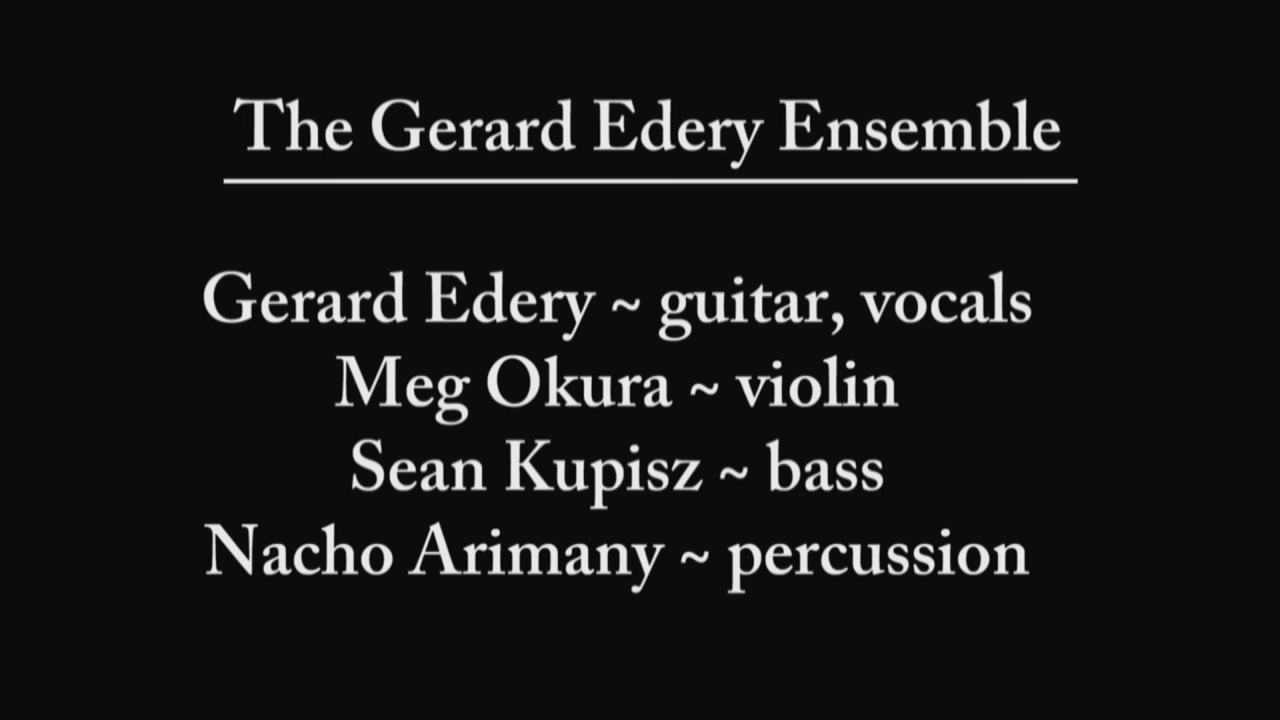 The Gerard Edery Ensemble
Gerard Edery ~ guitar, vocals
Meg Okura ~ violin
Sean Kupisz ~ bass
Nacho Arimany ~ percussion